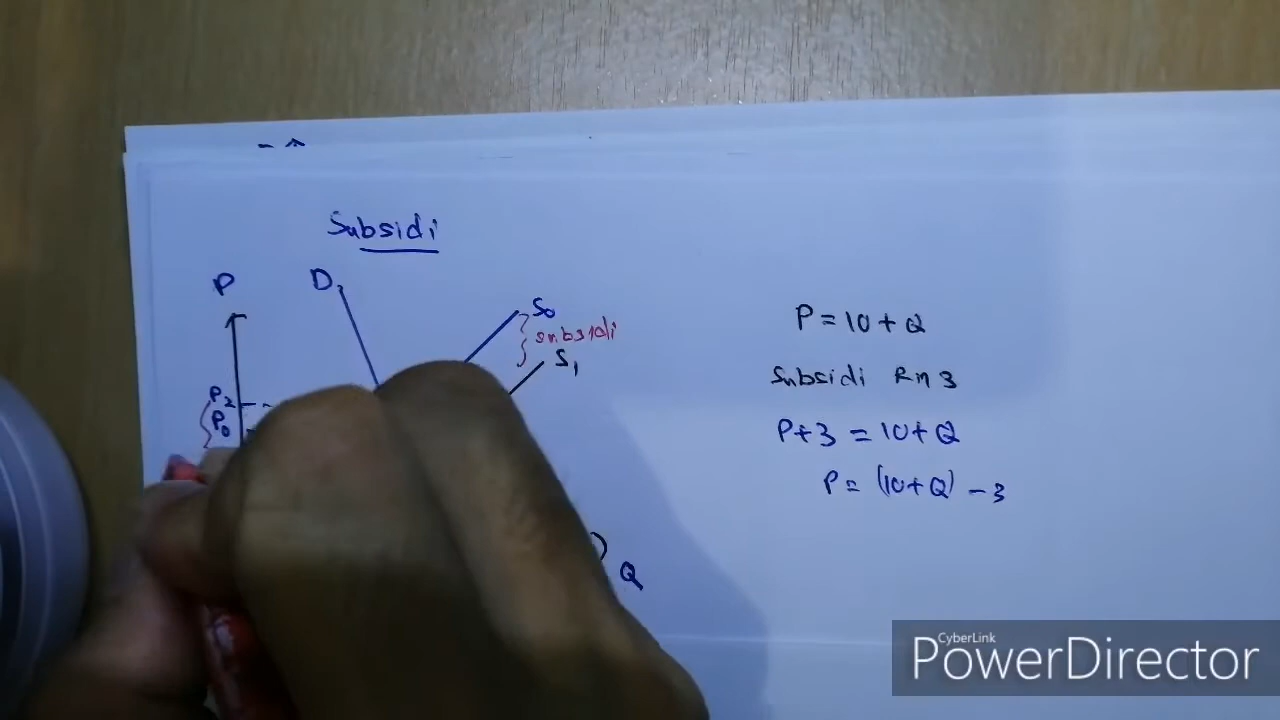 Subsidi
P
D
S0
subsidi
S1
P2
P0
Q
P = 10 + Q
Subsidi Rm 3
P+3 = 10+Q
P = (10+Q) - 3
CyberLink
PowerDirector